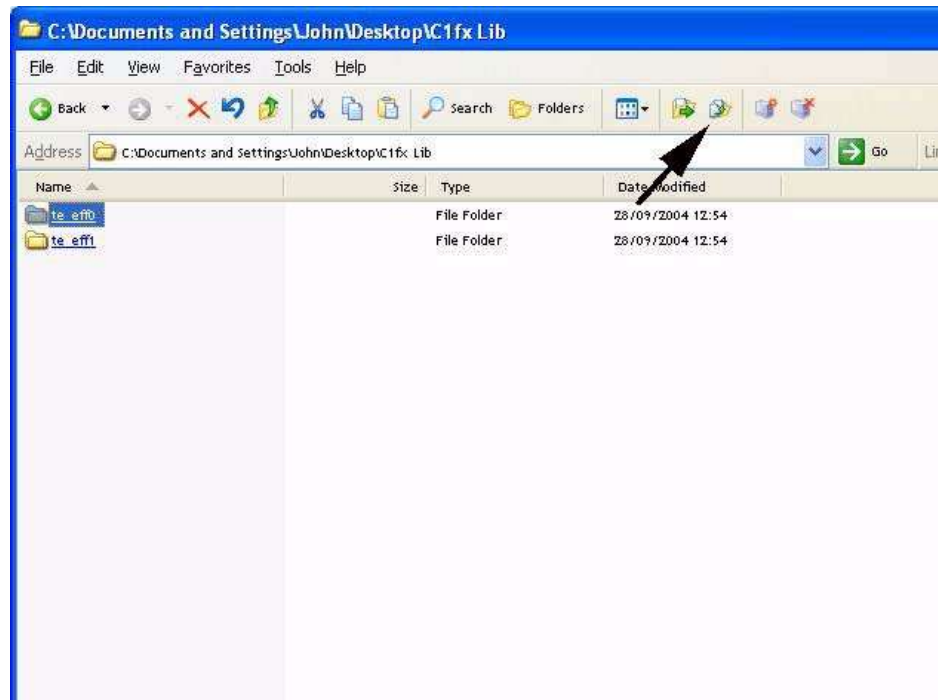 C:\Documents and Settings\John\Desktop\C1fx Lib
File Edit View Favorites Tools Help
Back Search Folders
Address C:\Documents and Settings\John\Desktop\C1fx Lib Go Li
Name Size Type Date Modified
te_eff0 File Folder 28/09/2004 12:54
te_eff1 File Folder 28/09/2004 12:54